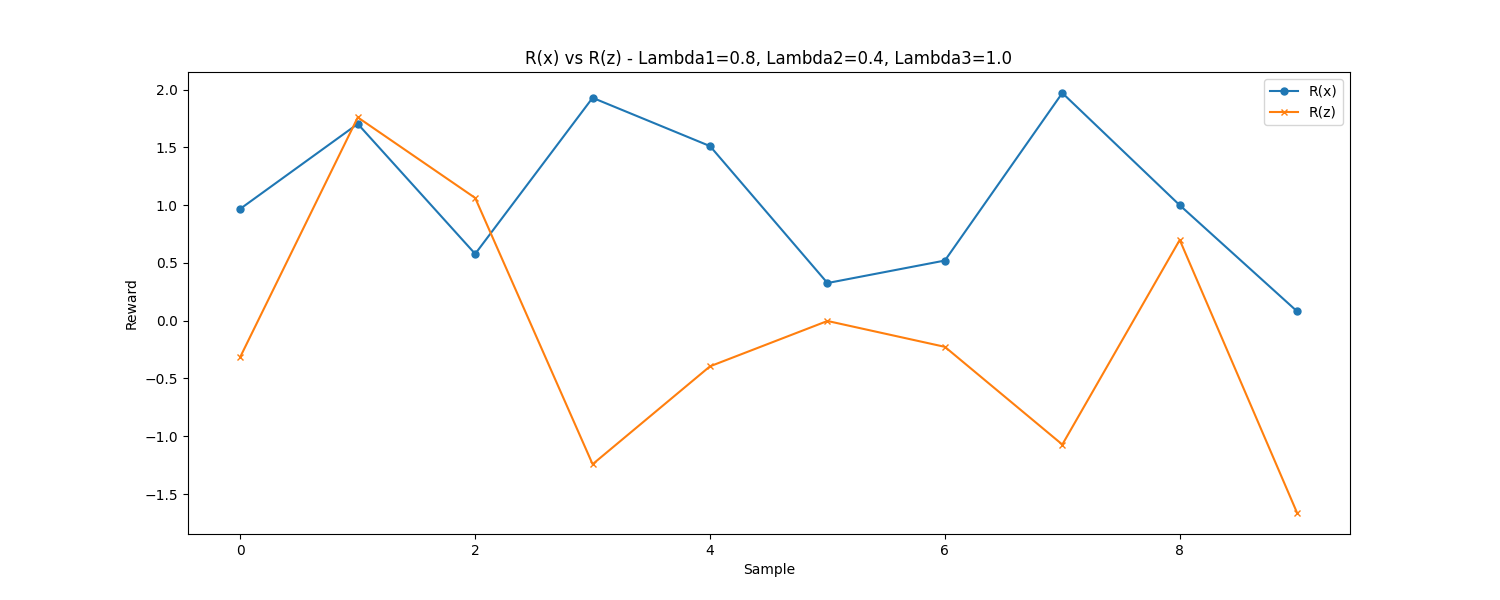 R(x) vs R(z) - Lambda1=0.8, Lambda2=0.4, Lambda3=1.0
R(x)
R(z)
2.0
1.5
1.0
0.5
0.0
−0.5
−1.0
−1.5
Reward
0 2 4 6 8
Sample